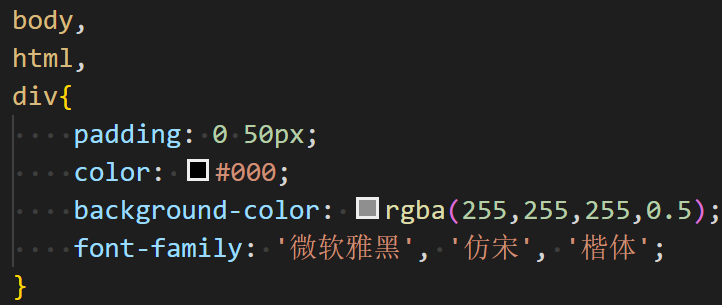 body,
html,
div{
padding: 0 50px;
color: #000;
background-color: rgba(255,255,255,0.5);
font-family: '微软雅黑', '仿宋', '楷体';
}